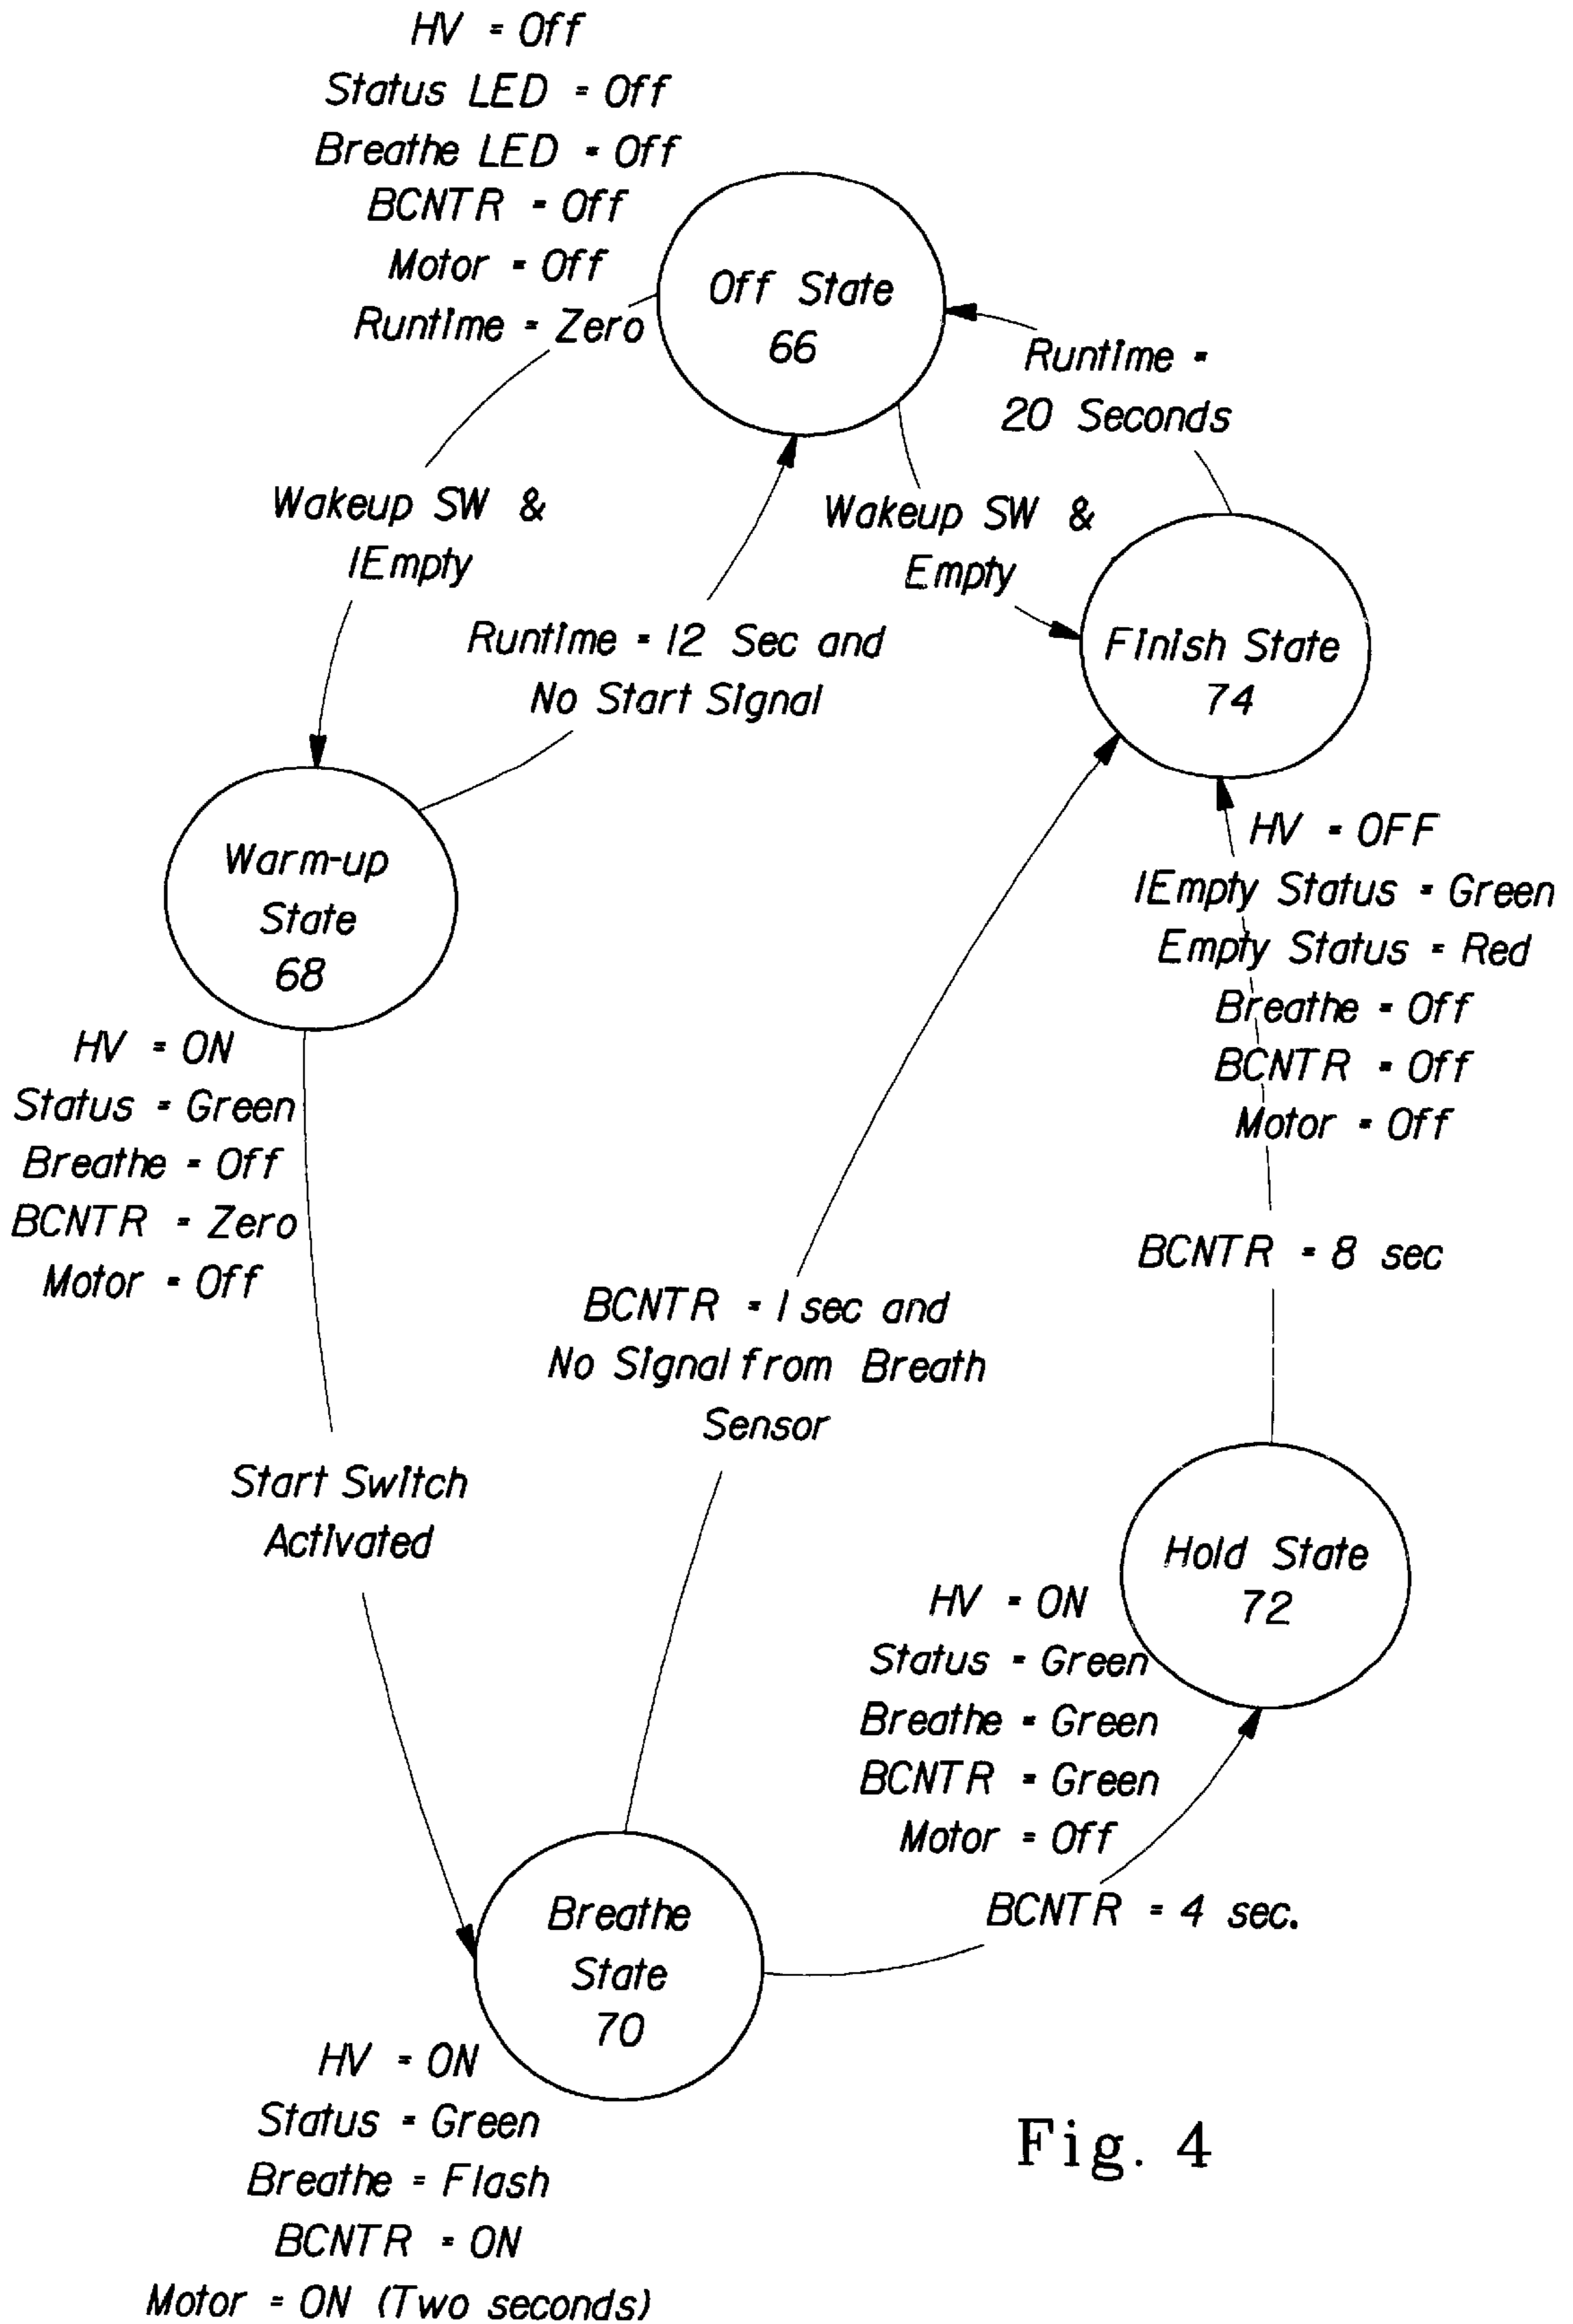 HV = Off
Status LED = Off
Breathe LED = Off
BCNTR = Off
Motor = Off
Runtime = Zero
Off State
66
Runtime =
20 Seconds
Wakeup SW &
!Empty
Wakeup SW &
Empty
Runtime = 12 Sec and
No Start Signal
Finish State
74
Warm-up
State
68
HV = OFF
!Empty Status = Green
Empty Status = Red
Breathe = Off
BCNTR = Off
Motor = Off
HV = ON
Status = Green
Breathe = Off
BCNTR = Zero
Motor = Off
BCNTR = 8 sec
BCNTR = 1 sec and
No Signal from Breath
Sensor
Start Switch
Activated
Hold State
72
HV = ON
Status = Green
Breathe = Green
BCNTR = Green
Motor = Off
BCNTR = 4 sec.
Breathe
State
70
HV = ON
Status = Green
Breathe = Flash
BCNTR = ON
Motor = ON (Two seconds)
Fig. 4